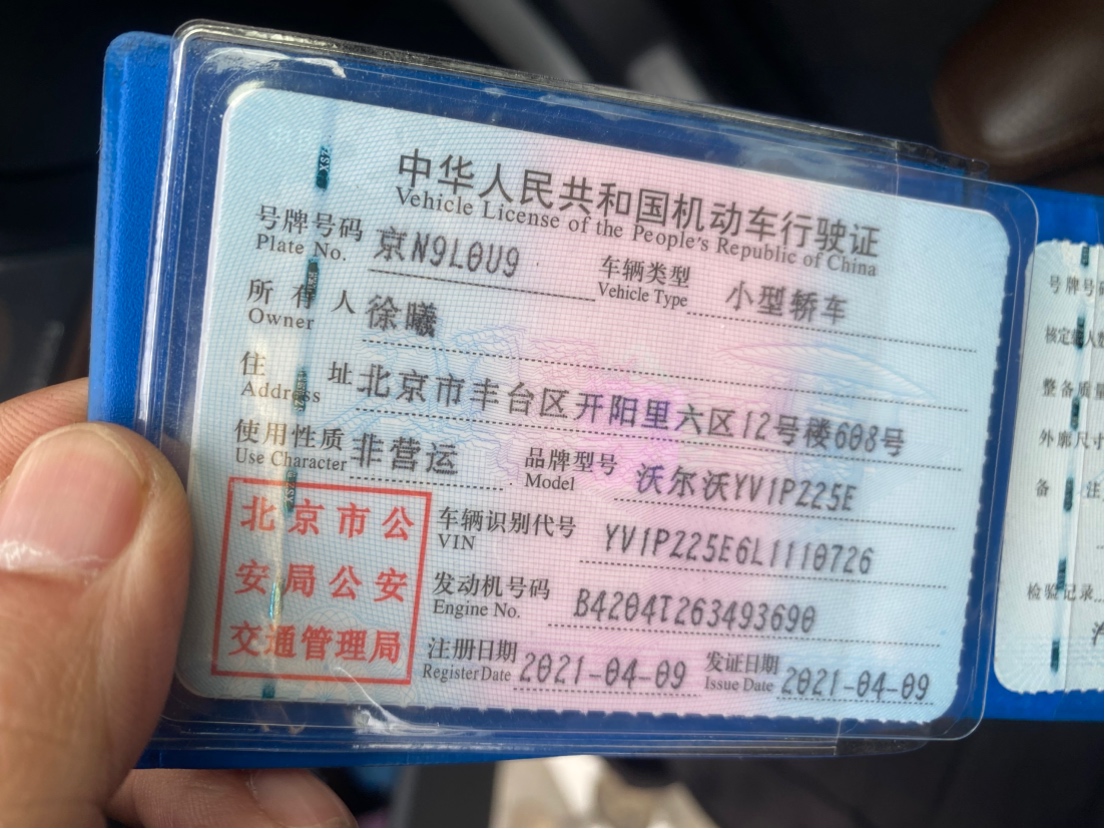 中华人民共和国机动车行驶证
Vehicle License of the People's Republic of China
号牌号码 京N9L0U9 车辆类型 小型轿车
Plate No. Vehicle Type
所有人 徐曦
Owner
住址 北京市丰台区开阳里六区12号楼608号
Address
使用性质 非营运 品牌型号 沃尔沃YV1PZ25E
Use Character Model
北京市公
安局公安
交通管理局
车辆识别代号 YV1PZ25E6L1110726
VIN
发动机号码 B4204T263493690
Engine No.
注册日期 2021-04-09 发证日期 2021-04-09
Register Date Issue Date
号牌号码
核定载人数
整备质量
外廓尺寸
备注
检验记录